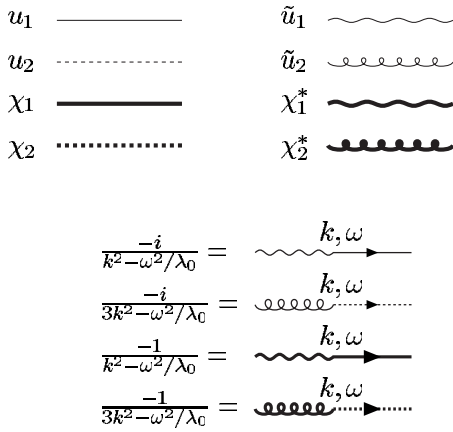 u₁ ũ₁
u₂ ũ₂
χ₁ χ₁*
χ₂ χ₂*
k, ω
-i / k²-ω²/λ₀ =
k, ω
-i / 3k²-ω²/λ₀ =
k, ω
-1 / k²-ω²/λ₀ =
k, ω
-1 / 3k²-ω²/λ₀ =